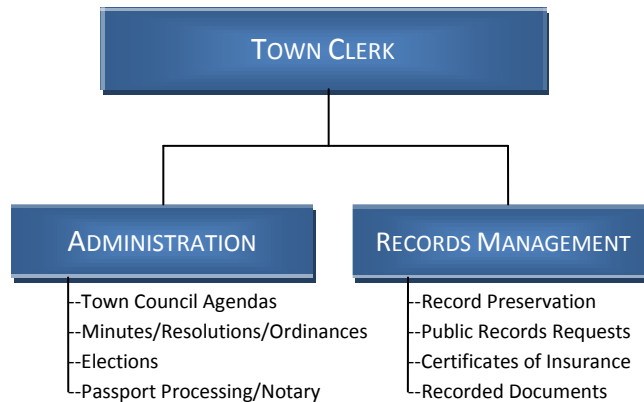 TOWN CLERK
ADMINISTRATION
--Town Council Agendas
--Minutes/Resolutions/Ordinances
--Elections
--Passport Processing/Notary
RECORDS MANAGEMENT
--Record Preservation
--Public Records Requests
--Certificates of Insurance
--Recorded Documents